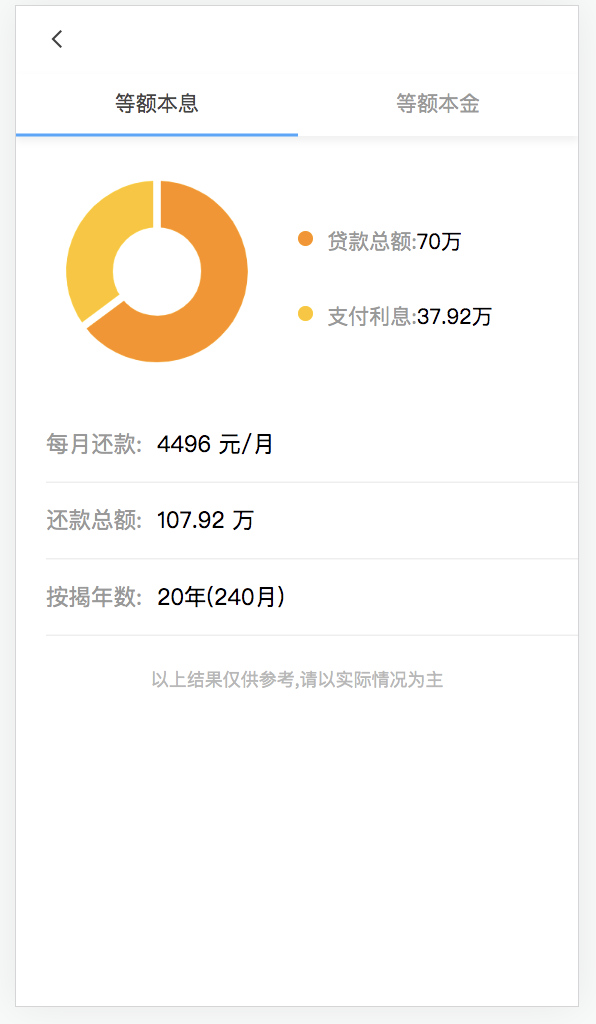 等额本息 等额本金
贷款总额:70万
支付利息:37.92万
每月还款: 4496 元/月
还款总额: 107.92 万
按揭年数: 20年(240月)
以上结果仅供参考,请以实际情况为主